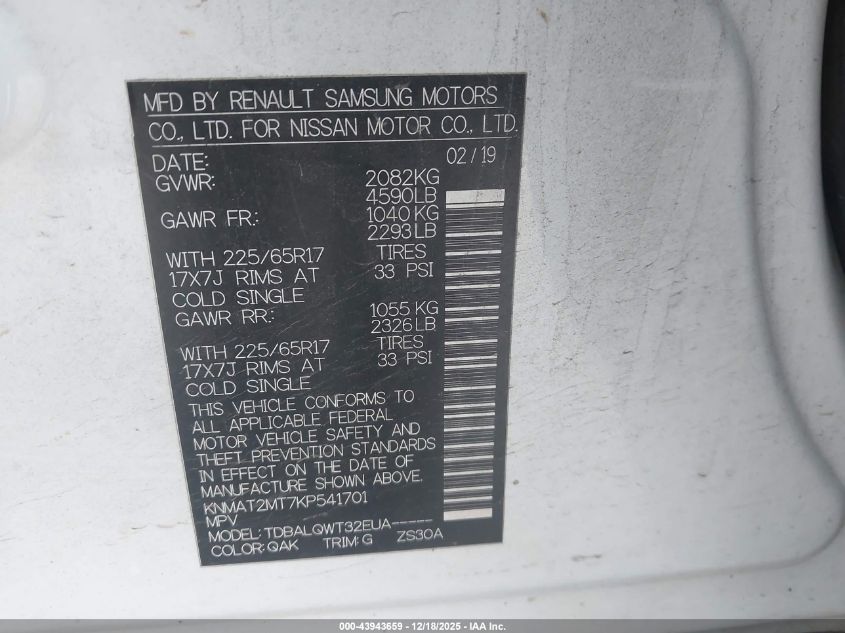 MFD BY RENAULT SAMSUNG MOTORS
CO., LTD. FOR NISSAN MOTOR CO., LTD.
DATE: 02 / 19
GVWR: 2082KG
4590LB
GAWR FR.: 1040 KG
2293 LB
WITH 225/65R17 TIRES
17X7J RIMS AT 33 PSI
COLD SINGLE
GAWR RR.: 1055 KG
2326 LB
WITH 225/65R17 TIRES
17X7J RIMS AT 33 PSI
COLD SINGLE
THIS VEHICLE CONFORMS TO
ALL APPLICABLE FEDERAL
MOTOR VEHICLE SAFETY AND
THEFT PREVENTION STANDARDS
IN EFFECT ON THE DATE OF
MANUFACTURE SHOWN ABOVE.
KNMAT2MT7KP541701
MPV
MODEL: TDBALQWT32EUA-----
COLOR: QAK TRIM: G ZS30A
000-43943659 • 12/18/2025 • IAA Inc.